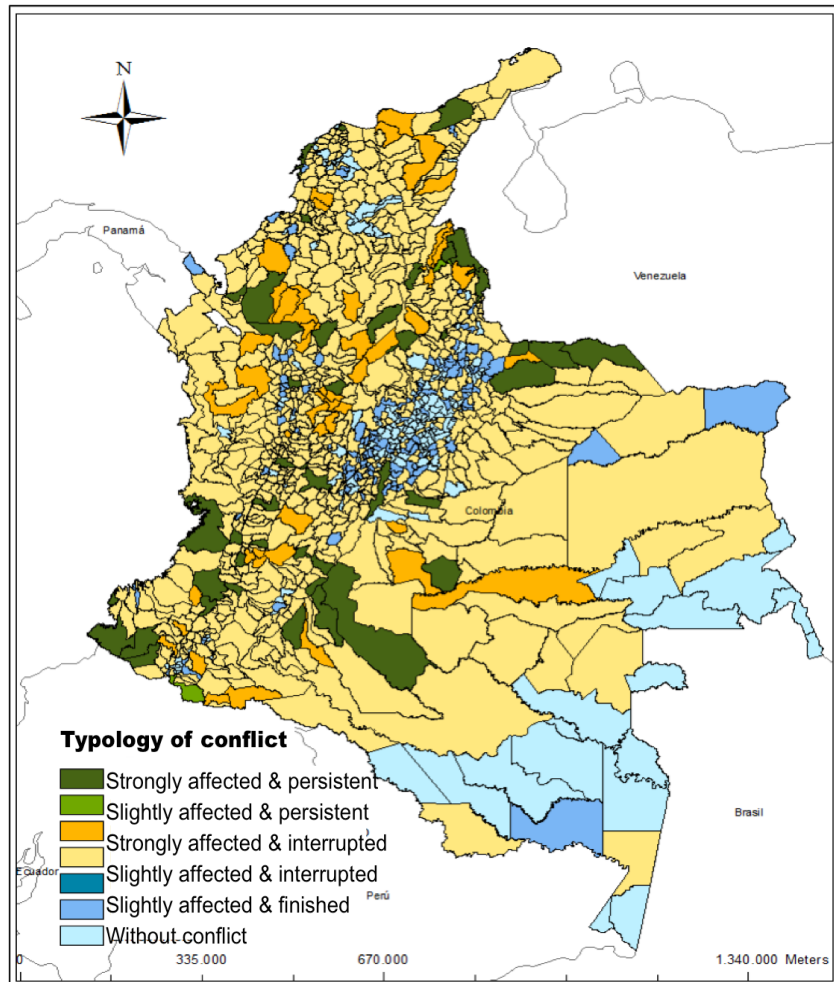 N
Panamá
Venezuela
Colombia
Typology of conflict
Strongly affected & persistent
Slightly affected & persistent
Strongly affected & interrupted
Slightly affected & interrupted
Slightly affected & finished
Without conflict
Brasil
Ecuador
Perú
0 335.000 670.000 1.340.000 Meters